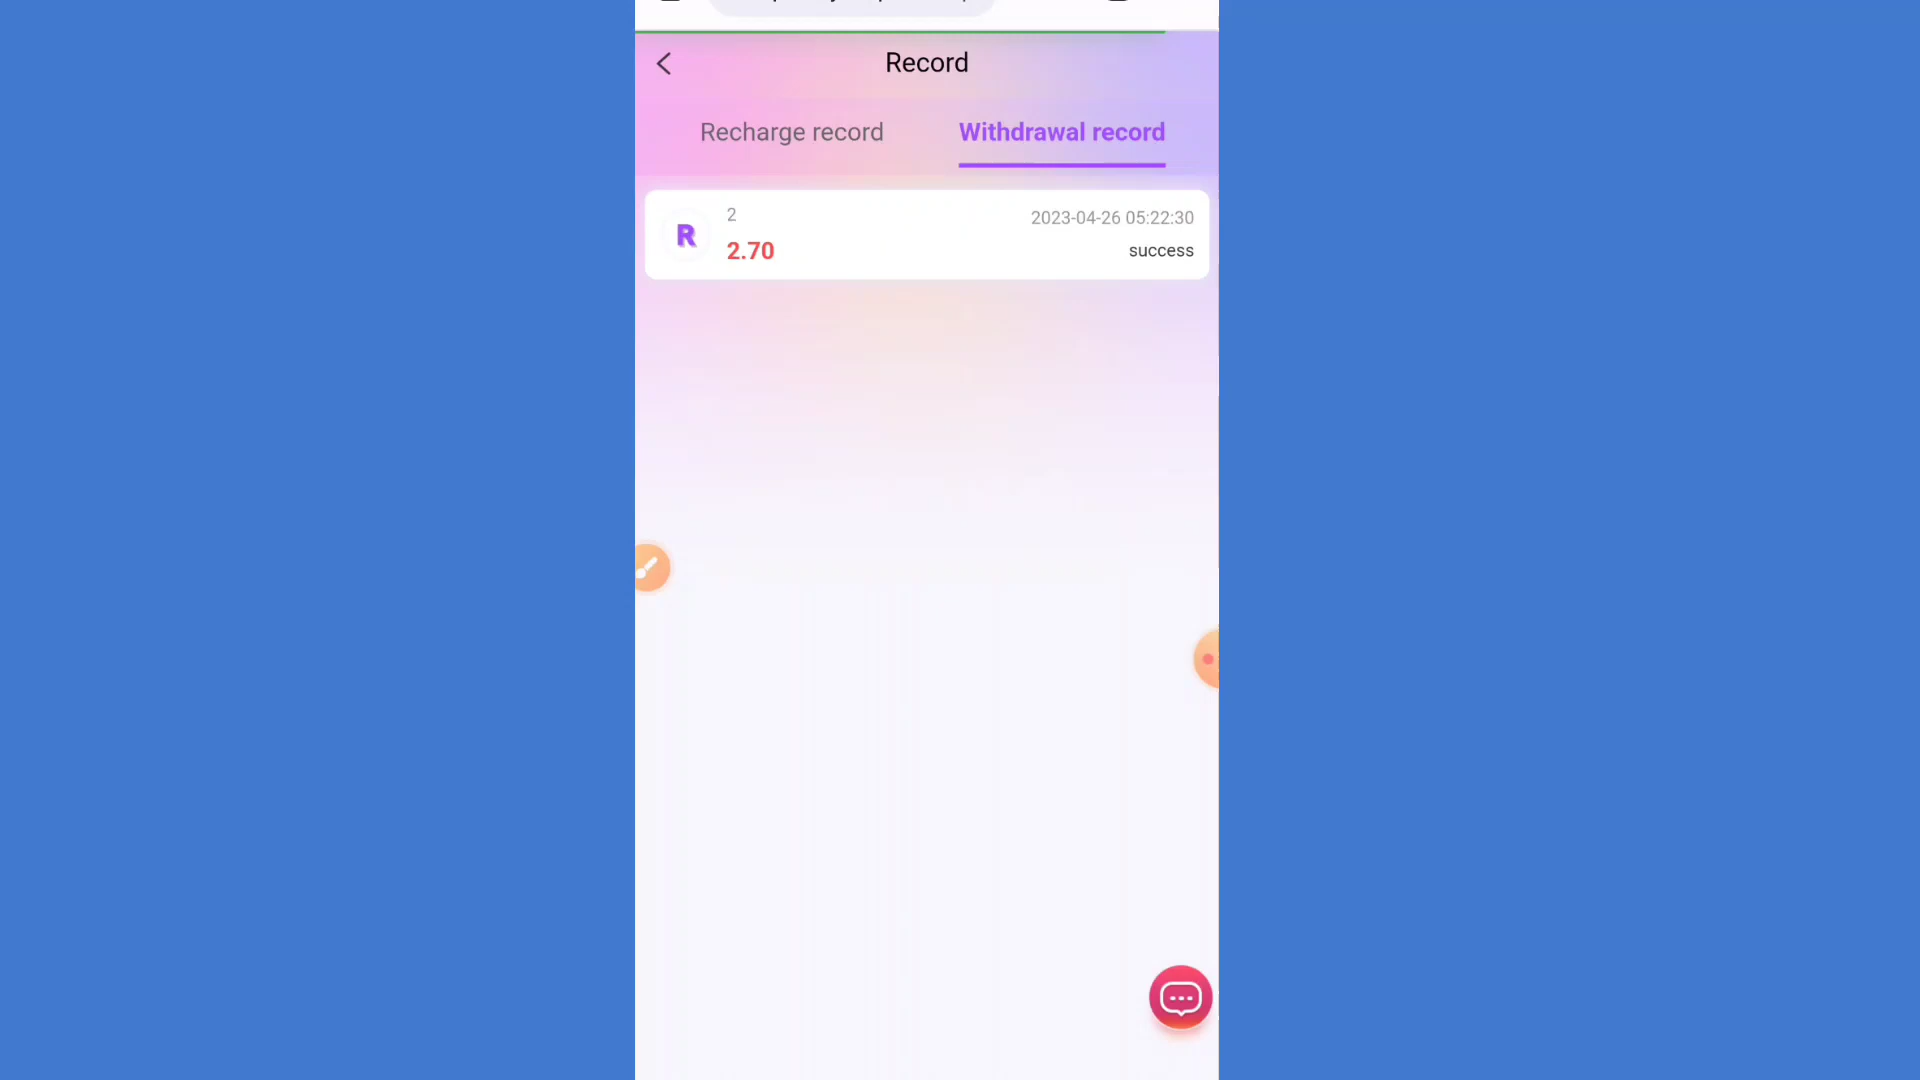 Record
Recharge record
Withdrawal record
2
2023-04-26 05:22:30
R
2.70
success